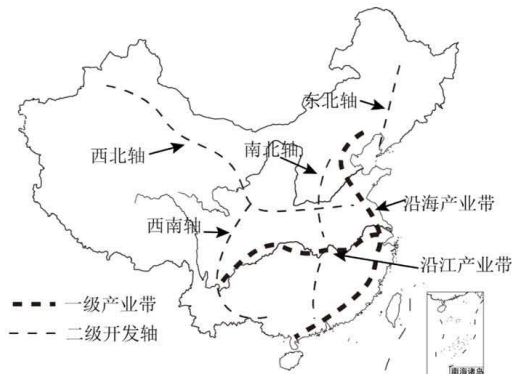 东北轴
南北轴
西北轴
沿海产业带
西南轴
沿江产业带
一级产业带
二级开发轴
南海诸岛